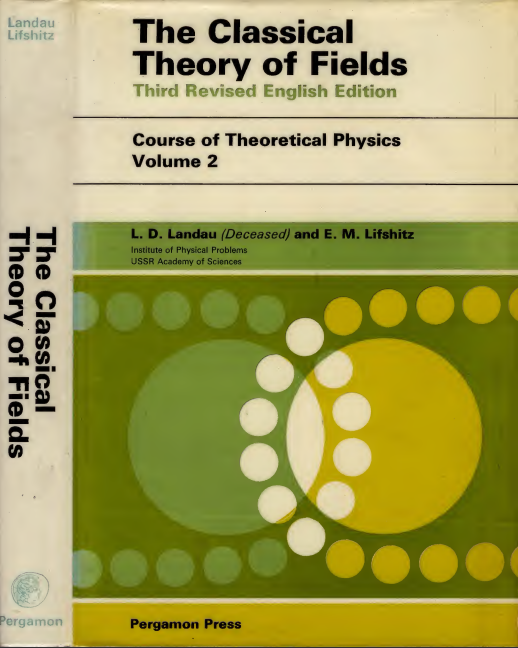 Landau
Lifshitz
The Classical
Theory of Fields
Pergamon
The Classical
Theory of Fields
Third Revised English Edition
Course of Theoretical Physics
Volume 2
L. D. Landau (Deceased) and E. M. Lifshitz
Institute of Physical Problems
USSR Academy of Sciences
Pergamon Press